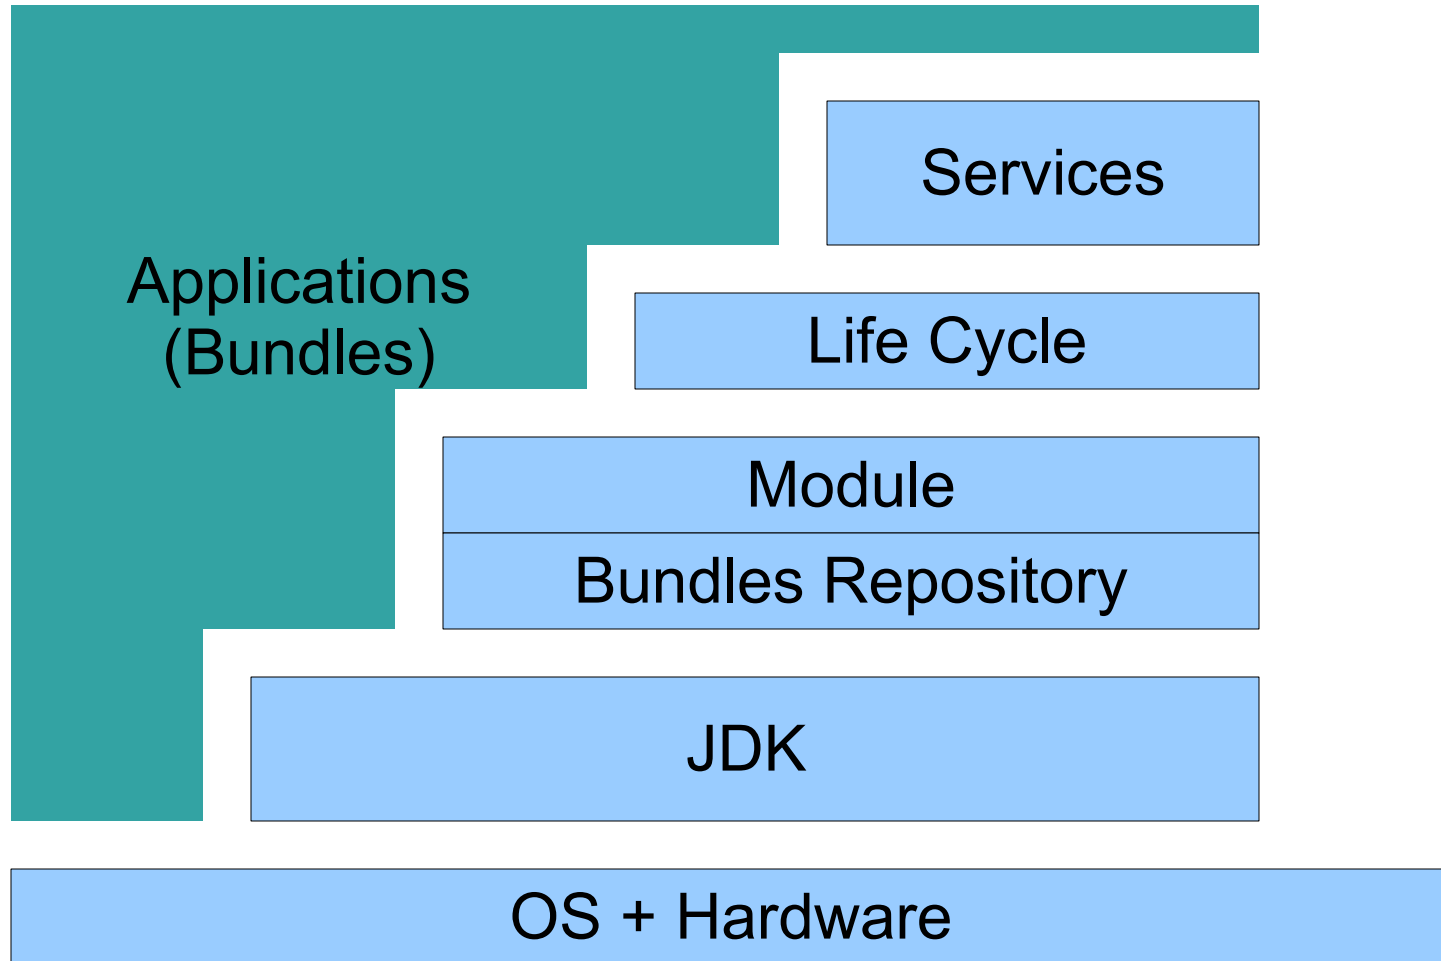 Services
Applications
(Bundles)
Life Cycle
Module
Bundles Repository
JDK
OS + Hardware